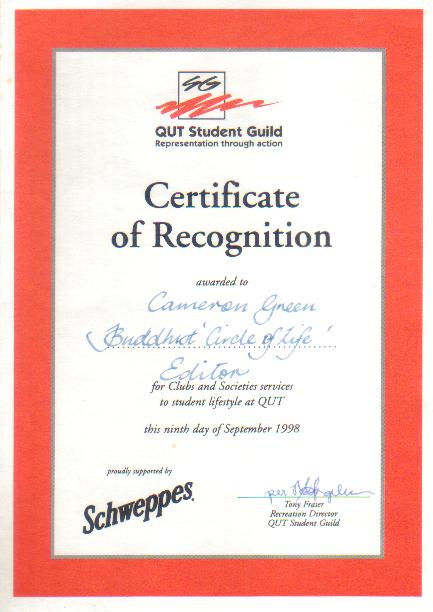 SG
QUT Student Guild
Representation through action
Certificate
of Recognition
awarded to
Cameron Green
'Buddhist 'Circle of Life'
Editor
for Clubs and Societies services
to student lifestyle at QUT
this ninth day of September 1998
proudly supported by
Schweppes
per
Tony Fraser
Recreation Director
QUT Student Guild